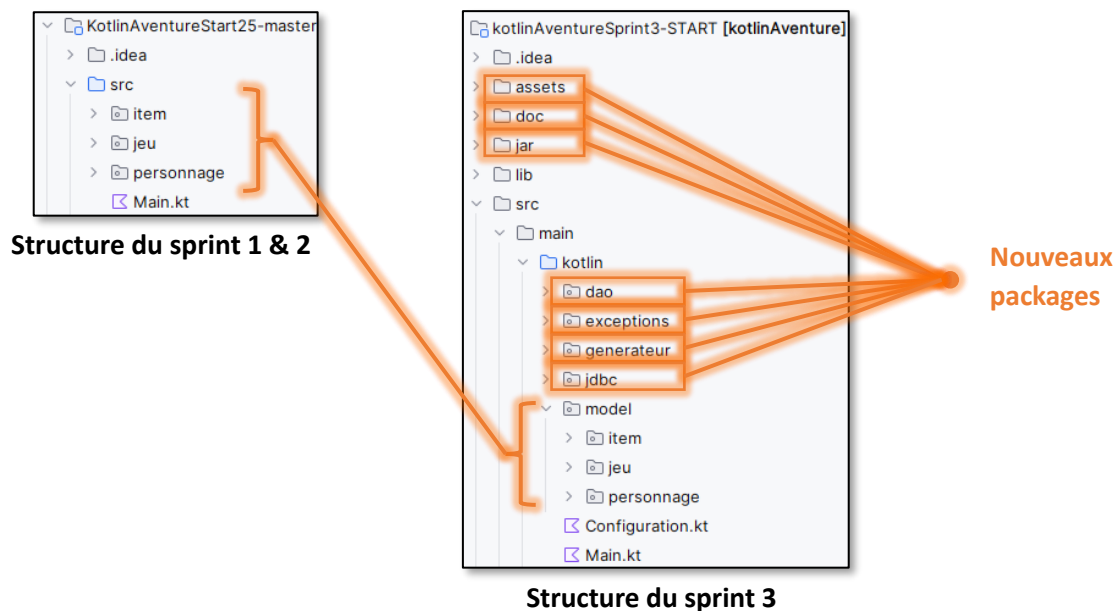 KotlinAventureStart25-master
.idea
src
item
jeu
personnage
Main.kt
Structure du sprint 1 & 2
kotlinAventureSprint3-START [kotlinAventure]
.idea
assets
doc
jar
lib
src
main
kotlin
dao
exceptions
generateur
jdbc
model
item
jeu
personnage
Configuration.kt
Main.kt
Structure du sprint 3
Nouveaux
packages